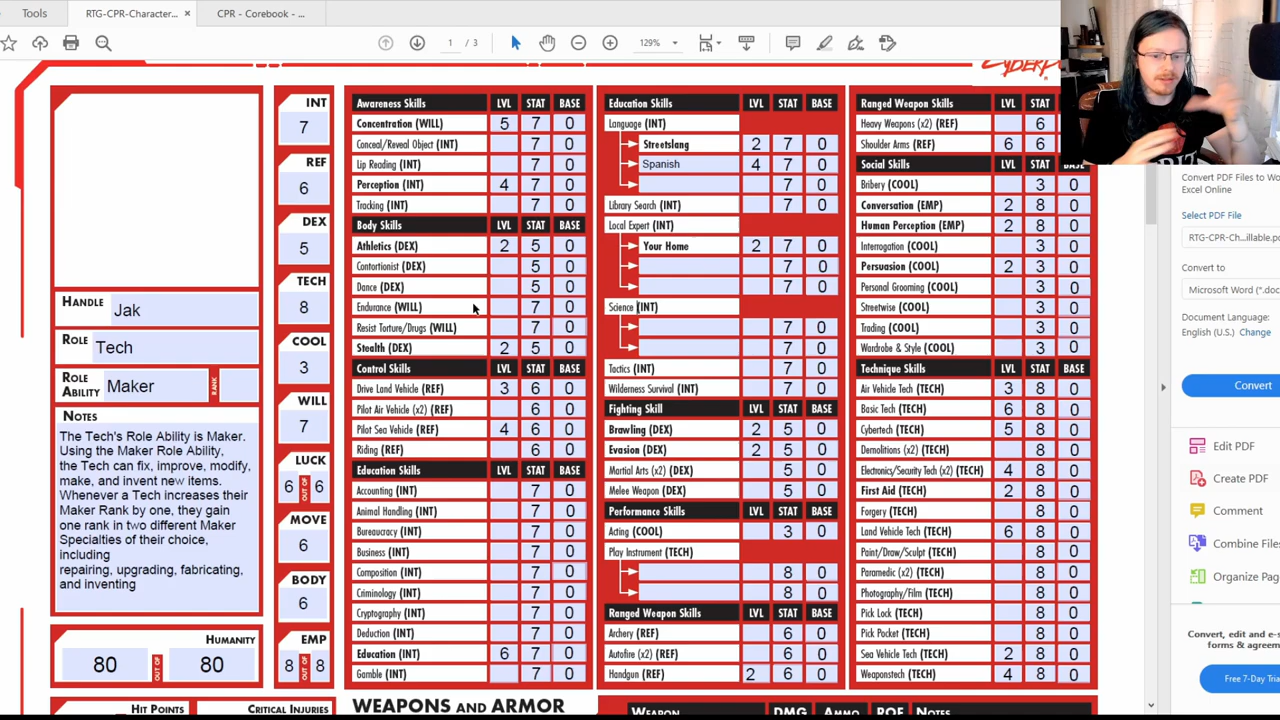 Tools
RTG-CPR-Character... ×
CPR - Corebook - ...
1 / 3
129%
CYBERP
HANDLE Jak
ROLE Tech
ROLE ABILITY Maker RANK
NOTES
The Tech's Role Ability is Maker.
Using the Maker Role Ability,
the Tech can fix, improve, modify,
make, and invent new items.
Whenever a Tech increases their
Maker Rank by one, they gain
one rank in two different Maker
Specialties of their choice,
including
repairing, upgrading, fabricating,
and inventing
HUMANITY
80 OUT OF 80
HIT POINTS
CRITICAL INJURIES
INT
7
REF
6
DEX
5
TECH
8
COOL
3
WILL
7
LUCK
6 OUT OF 6
MOVE
6
BODY
6
EMP
8 OUT OF 8
Awareness Skills LVL STAT BASE
Concentration (WILL) 5 7 0
Conceal/Reveal Object (INT) 7 0
Lip Reading (INT) 7 0
Perception (INT) 4 7 0
Tracking (INT) 7 0
Body Skills LVL STAT BASE
Athletics (DEX) 2 5 0
Contortionist (DEX) 5 0
Dance (DEX) 5 0
Endurance (WILL) 7 0
Resist Torture/Drugs (WILL) 7 0
Stealth (DEX) 2 5 0
Control Skills LVL STAT BASE
Drive Land Vehicle (REF) 3 6 0
Pilot Air Vehicle (x2) (REF) 6 0
Pilot Sea Vehicle (REF) 4 6 0
Riding (REF) 6 0
Education Skills LVL STAT BASE
Accounting (INT) 7 0
Animal Handling (INT) 7 0
Bureaucracy (INT) 7 0
Business (INT) 7 0
Composition (INT) 7 0
Criminology (INT) 7 0
Cryptography (INT) 7 0
Deduction (INT) 7 0
Education (INT) 6 7 0
Gamble (INT) 7 0
WEAPONS AND ARMOR
Education Skills LVL STAT BASE
Language (INT)
Streetslang 2 7 0
Spanish 4 7 0
7 0
Library Search (INT) 7 0
Local Expert (INT)
Your Home 2 7 0
7 0
7 0
Science (INT)
7 0
7 0
Tactics (INT) 7 0
Wilderness Survival (INT) 7 0
Fighting Skill LVL STAT BASE
Brawling (DEX) 2 5 0
Evasion (DEX) 2 5 0
Martial Arts (x2) (DEX) 5 0
Melee Weapon (DEX) 5 0
Performance Skills LVL STAT BASE
Acting (COOL) 3 0
Play Instrument (TECH)
8 0
8 0
Ranged Weapon Skills LVL STAT BASE
Archery (REF) 6 0
Autofire (x2) (REF) 6 0
Handgun (REF) 2 6 0
WEAPON DMG AMMO ROF NOTES
Ranged Weapon Skills LVL STAT
Heavy Weapons (x2) (REF) 6
Shoulder Arms (REF) 6 6
Social Skills LVL STAT BASE
Bribery (COOL) 3 0
Conversation (EMP) 2 8 0
Human Perception (EMP) 2 8 0
Interrogation (COOL) 3 0
Persuasion (COOL) 2 3 0
Personal Grooming (COOL) 3 0
Streetwise (COOL) 3 0
Trading (COOL) 3 0
Wardrobe & Style (COOL) 3 0
Technique Skills LVL STAT BASE
Air Vehicle Tech (TECH) 3 8 0
Basic Tech (TECH) 6 8 0
Cybertech (TECH) 5 8 0
Demolitions (x2) (TECH) 8 0
Electronics/Security Tech (x2) (TECH) 4 8 0
First Aid (TECH) 2 8 0
Forgery (TECH) 8 0
Land Vehicle Tech (TECH) 6 8 0
Paint/Draw/Sculpt (TECH) 8 0
Paramedic (x2) (TECH) 8 0
Photography/Film (TECH) 8 0
Pick Lock (TECH) 8 0
Pick Pocket (TECH) 8 0
Sea Vehicle Tech (TECH) 2 8 0
Weaponstech (TECH) 4 8 0
Convert PDF Files to Wo
Excel Online
Select PDF File
RTG-CPR-Ch...illable.pd
Convert to
Microsoft Word (*.doc
Document Language:
English (U.S.) Change
Convert
Edit PDF
Create PDF
Comment
Combine Files
Organize Pag
Convert, edit and e-s
forms & agreem
Free 7-Day Tria